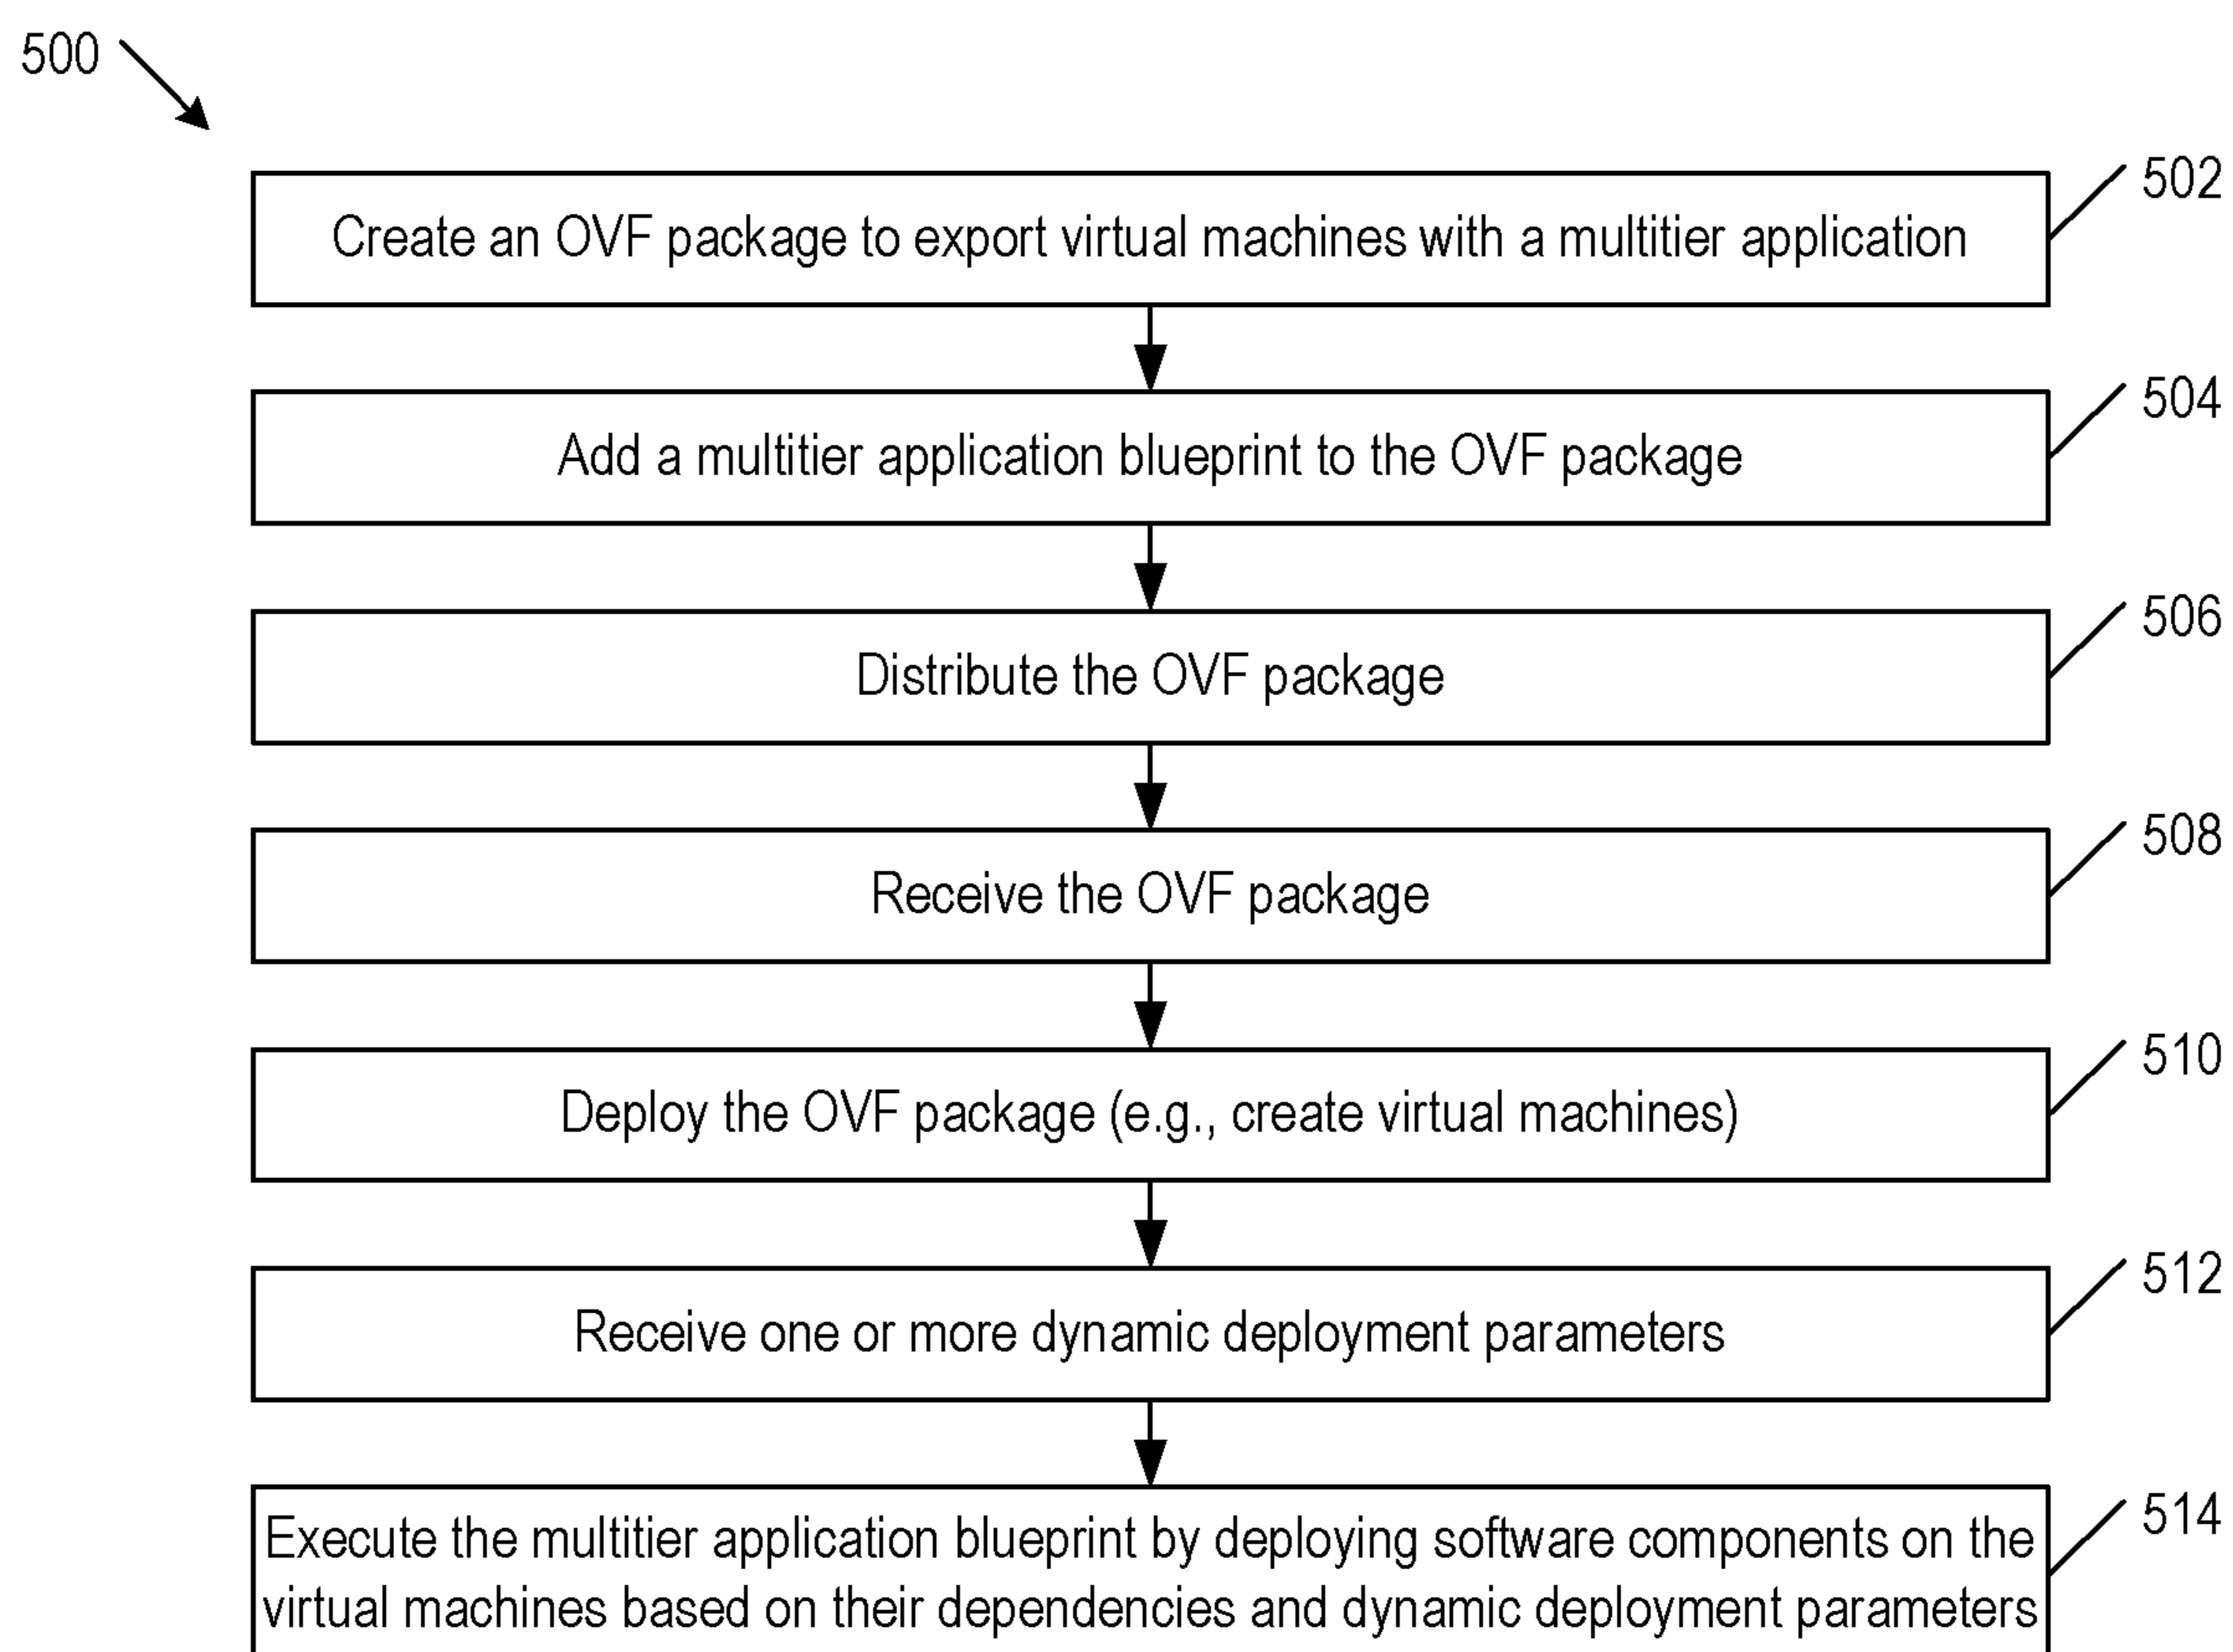 500
502
Create an OVF package to export virtual machines with a multitier application
504
Add a multitier application blueprint to the OVF package
506
Distribute the OVF package
508
Receive the OVF package
510
Deploy the OVF package (e.g., create virtual machines)
512
Receive one or more dynamic deployment parameters
514
Execute the multitier application blueprint by deploying software components on the
virtual machines based on their dependencies and dynamic deployment parameters